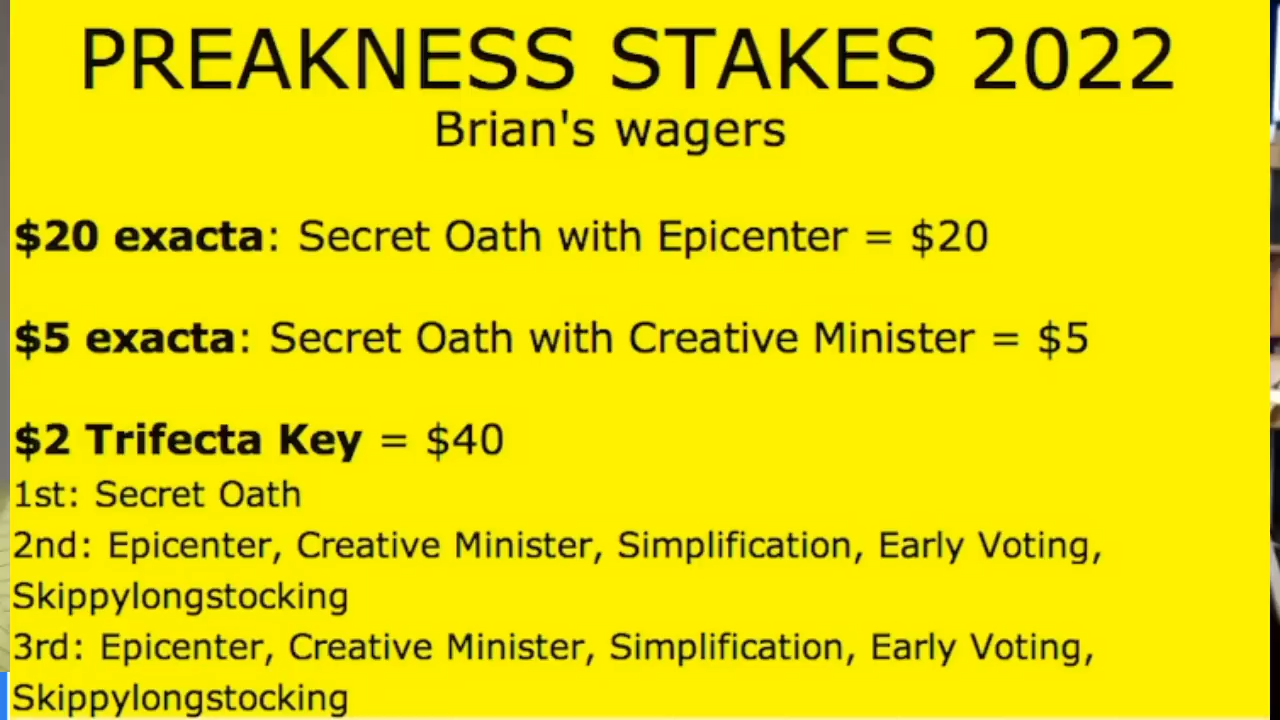 PREAKNESS STAKES 2022
Brian's wagers
$20 exacta: Secret Oath with Epicenter = $20
$5 exacta: Secret Oath with Creative Minister = $5
$2 Trifecta Key = $40
1st: Secret Oath
2nd: Epicenter, Creative Minister, Simplification, Early Voting,
Skippylongstocking
3rd: Epicenter, Creative Minister, Simplification, Early Voting,
Skippylongstocking